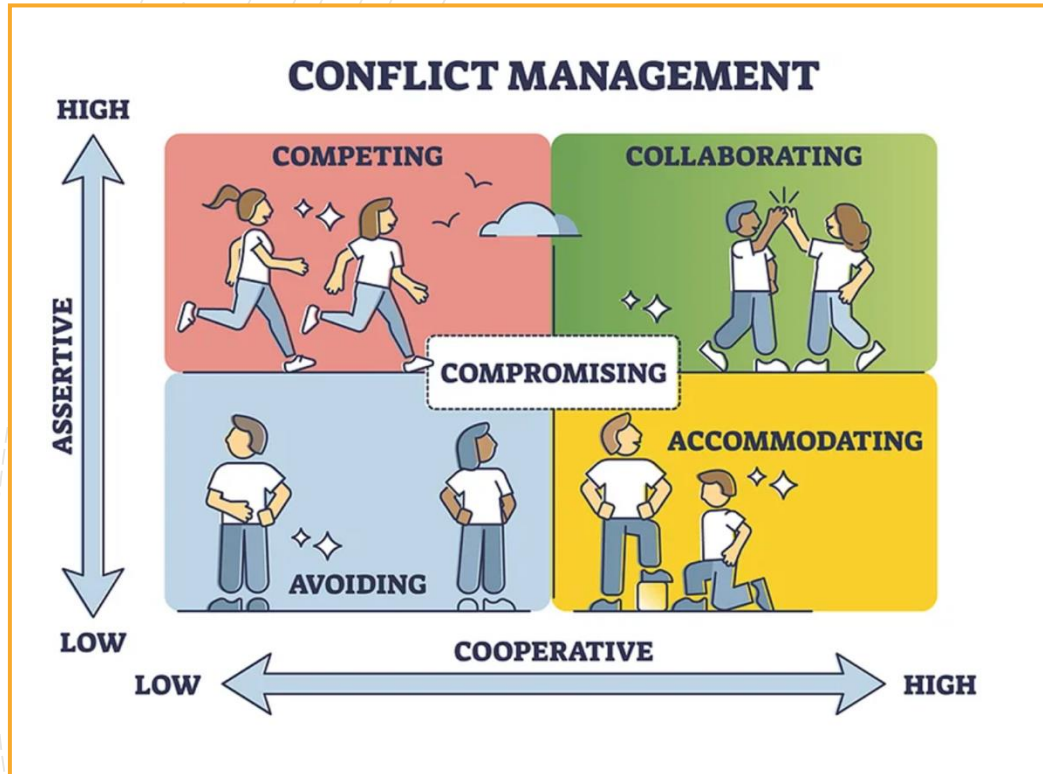 CONFLICT MANAGEMENT
HIGH
COMPETING
COLLABORATING
ASSERTIVE
COMPROMISING
ACCOMMODATING
AVOIDING
LOW
COOPERATIVE
LOW
HIGH